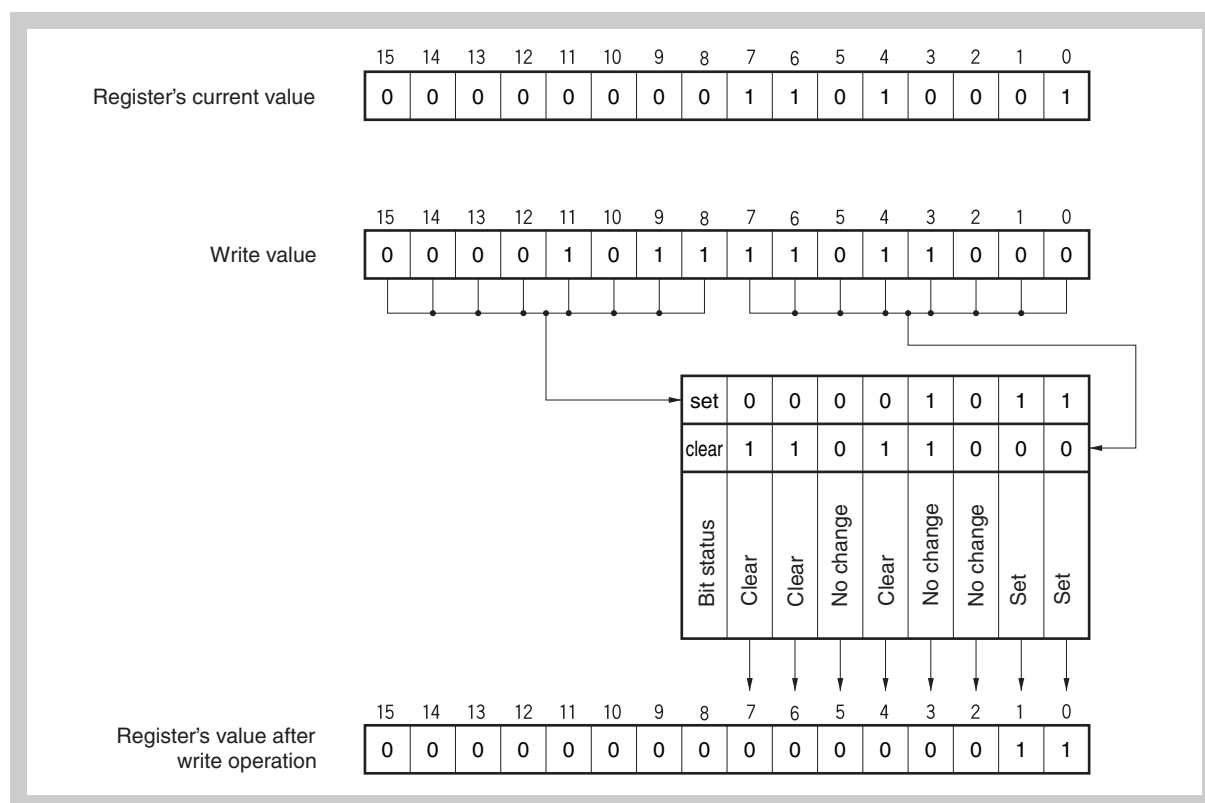 15 14 13 12 11 10 9 8 7 6 5 4 3 2 1 0
Register's current value 0 0 0 0 0 0 0 0 1 1 0 1 0 0 0 1
15 14 13 12 11 10 9 8 7 6 5 4 3 2 1 0
Write value 0 0 0 0 1 0 1 1 1 1 0 1 1 0 0 0
set 0 0 0 0 1 0 1 1
clear 1 1 0 1 1 0 0 0
Bit status Clear Clear No change Clear No change No change Set Set
15 14 13 12 11 10 9 8 7 6 5 4 3 2 1 0
Register's value after
write operation 0 0 0 0 0 0 0 0 0 0 0 0 0 0 1 1